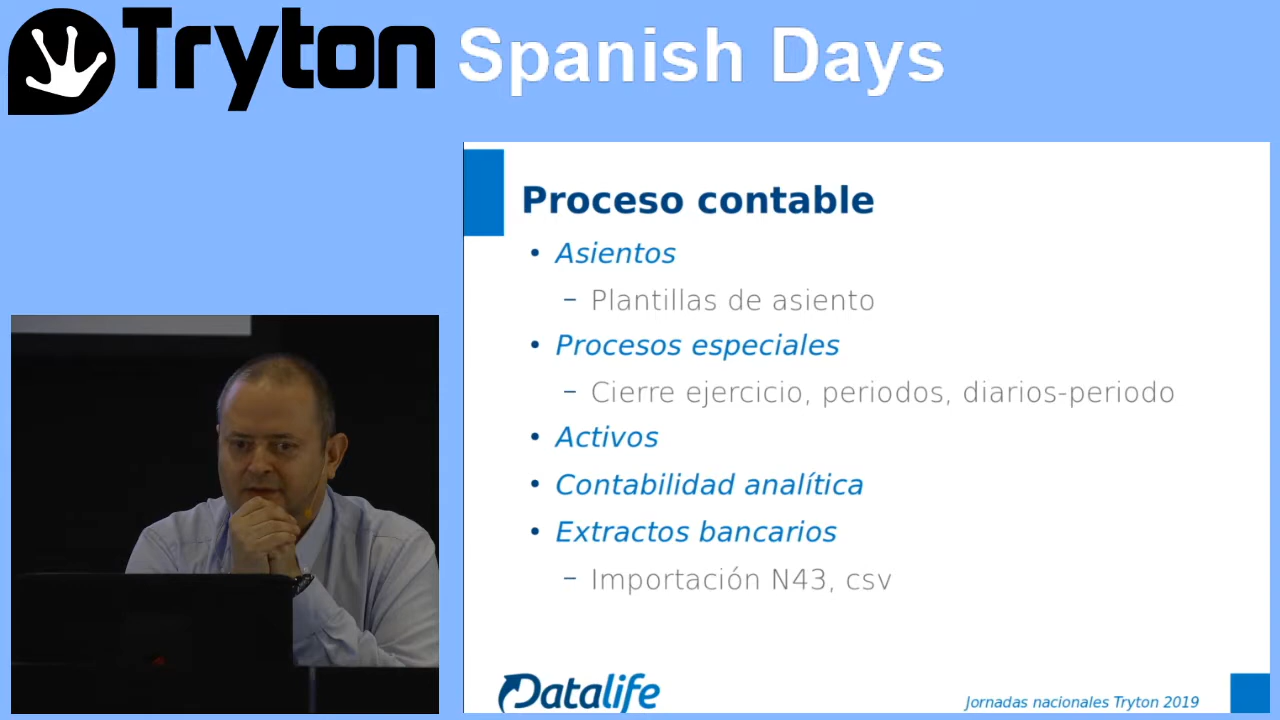 Tryton Spanish Days
Proceso contable
• Asientos
– Plantillas de asiento
• Procesos especiales
– Cierre ejercicio, periodos, diarios-periodo
• Activos
• Contabilidad analítica
• Extractos bancarios
– Importación N43, csv
Datalife
Jornadas nacionales Tryton 2019